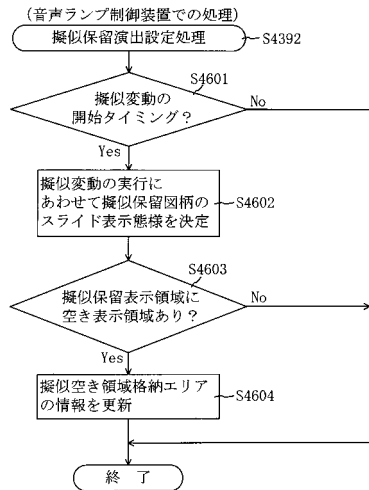 (音声ランプ制御装置での処理)
擬似保留演出設定処理
S4392
S4601
擬似変動の
開始タイミング?
No
Yes
擬似変動の実行に
あわせて擬似保留図柄の
スライド表示態様を決定
S4602
S4603
擬似保留表示領域に
空き表示領域あり?
No
Yes
擬似空き領域格納エリア
の情報を更新
S4604
終 了